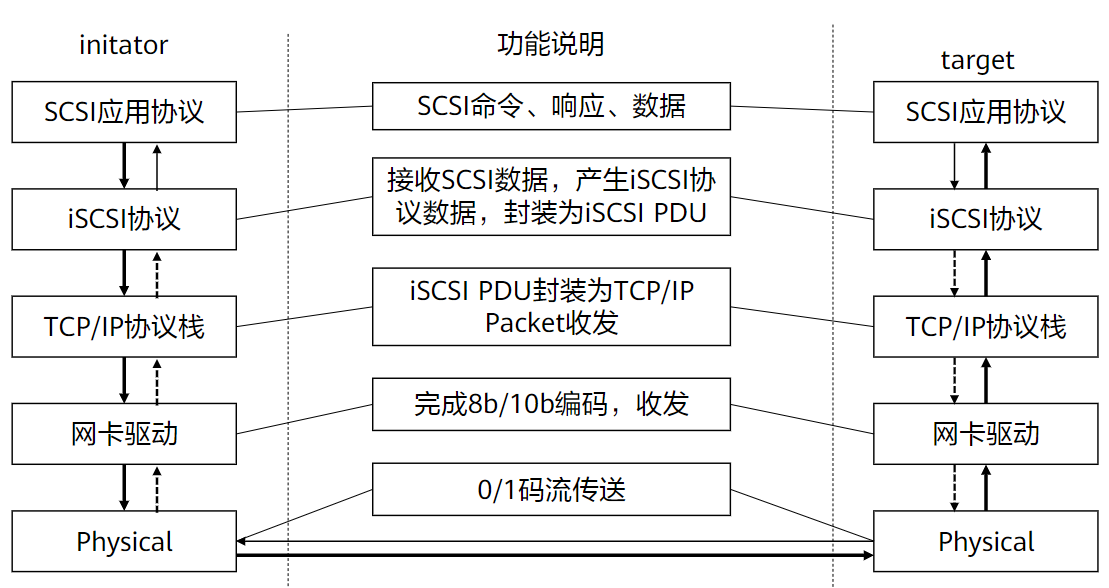 initator
功能说明
target
SCSI应用协议
SCSI命令、响应、数据
SCSI应用协议
iSCSI协议
接收SCSI数据，产生iSCSI协
议数据，封装为iSCSI PDU
iSCSI协议
TCP/IP协议栈
iSCSI PDU封装为TCP/IP
Packet收发
TCP/IP协议栈
网卡驱动
完成8b/10b编码，收发
网卡驱动
Physical
0/1码流传送
Physical